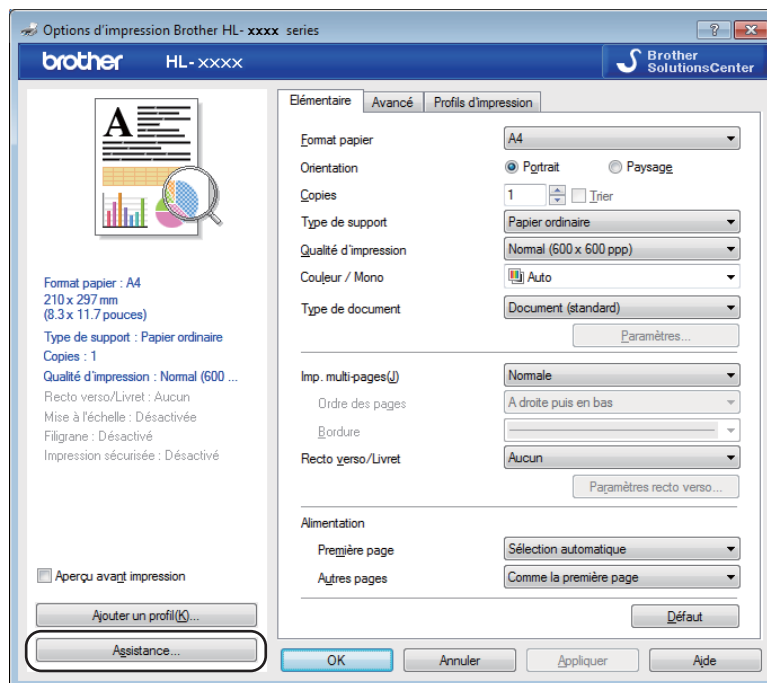 Options d'impression Brother HL- xxxx series
brother HL-xxxx
Brother
SolutionsCenter
A
Format papier : A4
210 x 297 mm
(8.3 x 11.7 pouces)
Type de support : Papier ordinaire
Copies : 1
Qualité d'impression : Normal (600 ...
Recto verso/Livret : Aucun
Mise à l'échelle : Désactivée
Filigrane : Désactivé
Impression sécurisée : Désactivé
Aperçu avant impression
Ajouter un profil(K)...
Assistance...
Elémentaire Avancé Profils d'impression
Format papier A4
Orientation Portrait Paysage
Copies 1 Trier
Type de support Papier ordinaire
Qualité d'impression Normal (600 x 600 ppp)
Couleur / Mono Auto
Type de document Document (standard)
Paramètres...
Imp. multi-pages(J) Normale
Ordre des pages A droite puis en bas
Bordure
Recto verso/Livret Aucun
Paramètres recto verso...
Alimentation
Première page Sélection automatique
Autres pages Comme la première page
Défaut
OK Annuler Appliquer Aide